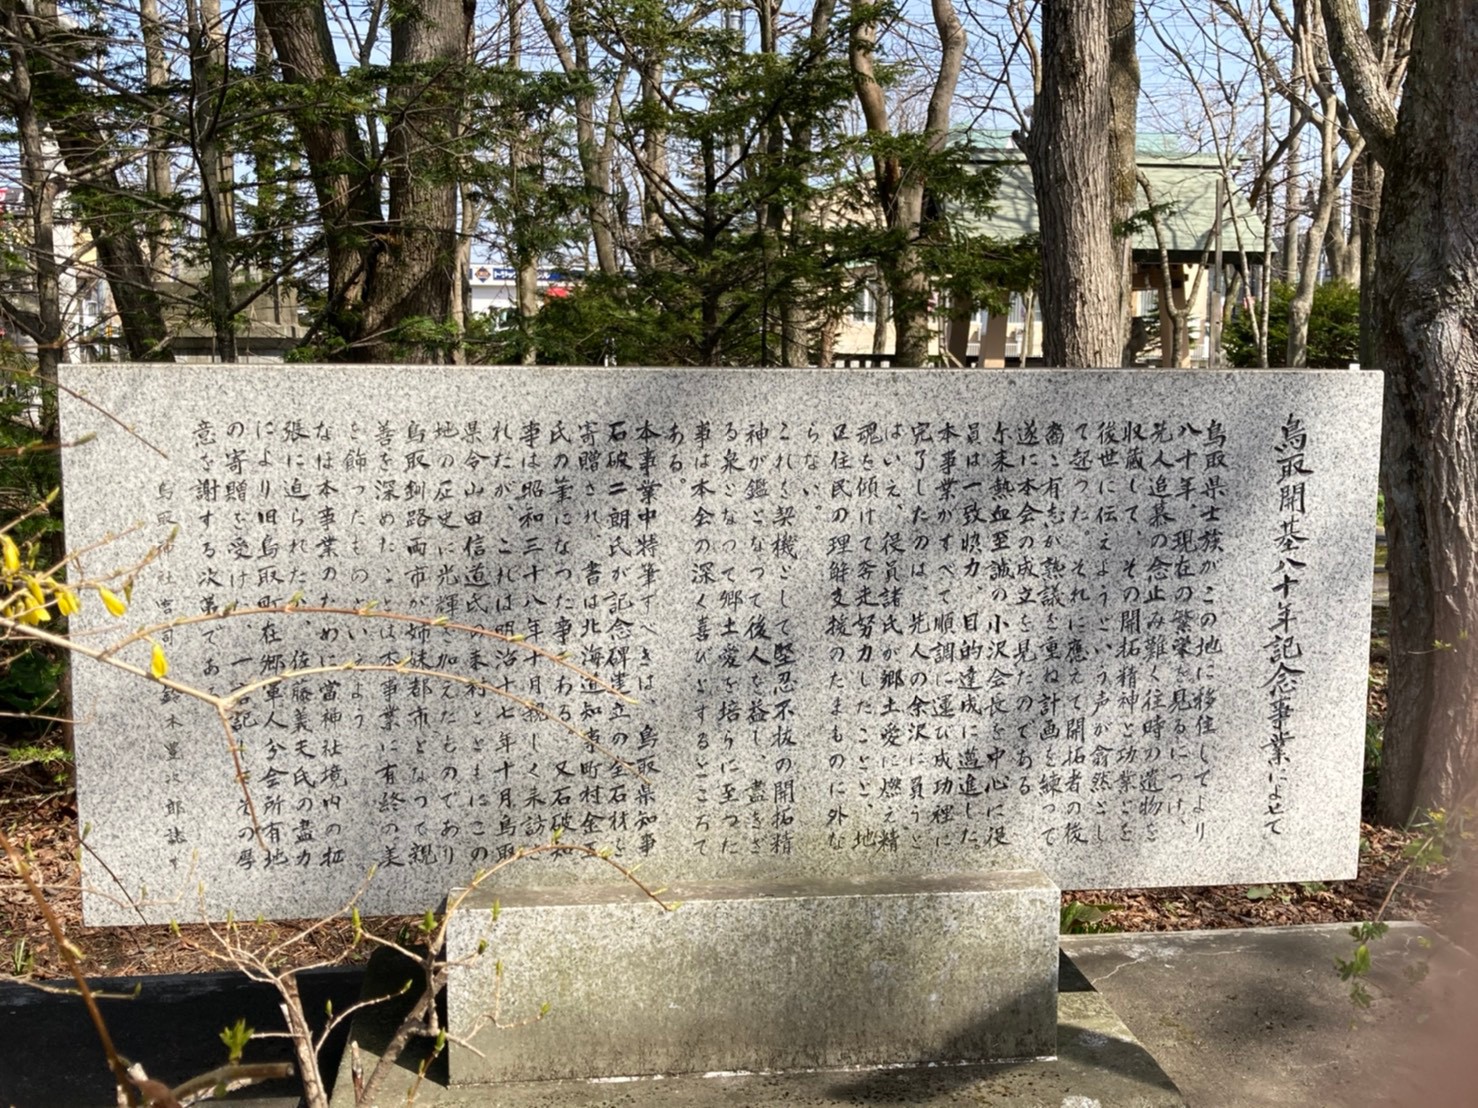 鳥取開基八十年記念事業によせて
鳥取県士族がこの地に移住してより
八十年、現在の繁栄を見るにつけ、
先人追慕の念止み難く往時の遺物を
収蔵して、その開拓精神と功業とを
後世に伝えようという声が翕然とし
て起った。それに應えて開拓者の後
裔こ有志が熱議を重ね計画を練って
遂に本会の成立を見たのである
尓来熱血至誠の小沢会長を中心に役
員は一致協力、目的達成に邁進した
本事業がすべて順調に運び成功裡に
完了したのは、先人の余沢に負うと
はいえ、役員諸氏が郷土愛に燃え精
魂を傾けて奔走努力したことと、地
区住民の理解支援のたまものに外な
らない。
これを契機として堅忍不抜の開拓精
神が鑑となつて後人を益し、盡きざ
る泉となつて郷土愛を培うに至つた
事は本会の深く喜びとするところで
ある。
本事業中特筆すべきは、鳥取県知事
石破二朗氏が記念碑建立の全石材を
寄贈され、書は北海道知事町村金五
氏の筆になつた事である、又石破知
事は昭和三十八年十月親しく来訪さ
れたが、これは明治十七年十月鳥取
県令山田信道氏の来村とともにこの
地の歴史に光輝を加えたものであり
鳥取釧路両市が姉妹都市となつて親
善を深めたことは本事業に有終の美
を飾つたものというよう
なほ本事業のために當神社境内の拡
張に迫られたが、佐藤義夫氏の盡力
により旧鳥取町在郷軍人分会所有地
の寄贈を受けた、一言記してその厚
意を謝する次第である
鳥取神社宮司 鈴木重次郎誌す